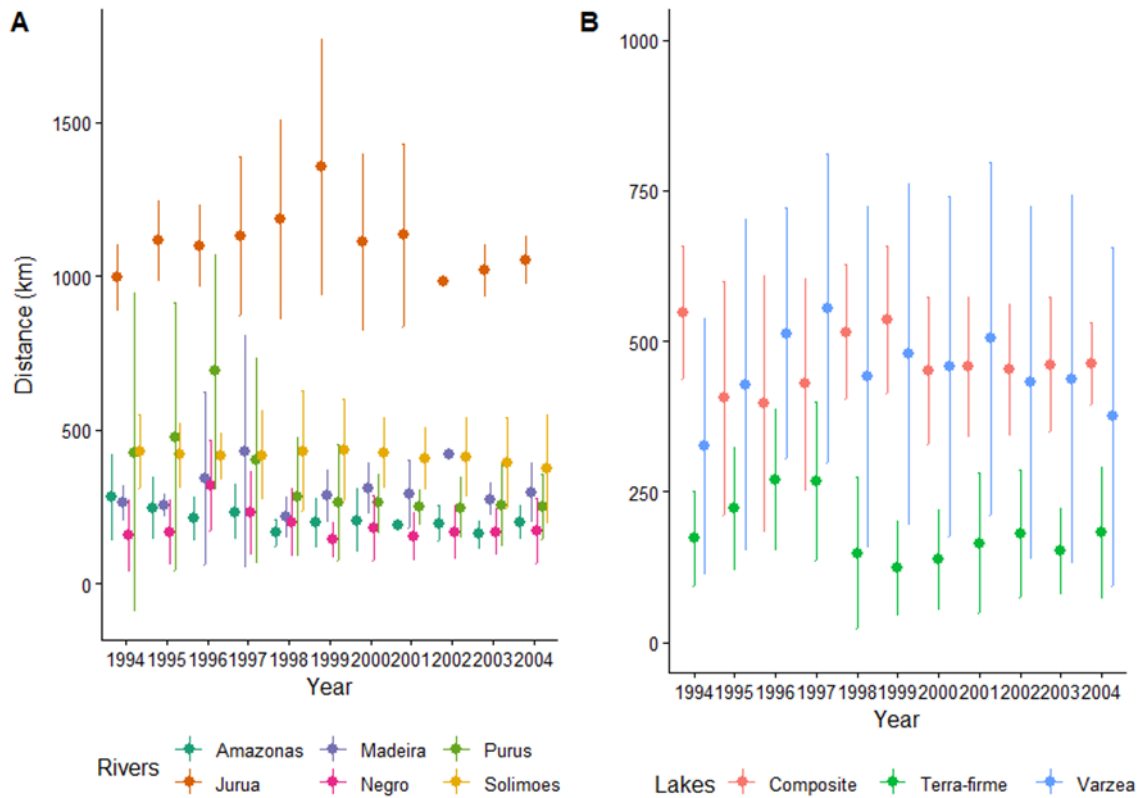 A
Distance (km)
1500
1000
500
0
1994 1995 1996 1997 1998 1999 2000 2001 2002 2003 2004
Year
Rivers
Amazonas Madeira Purus
Jurua Negro Solimoes
B
1000
750
500
250
0
1994 1995 1996 1997 1998 1999 2000 2001 2002 2003 2004
Year
Lakes Composite Terra-firme Varzea